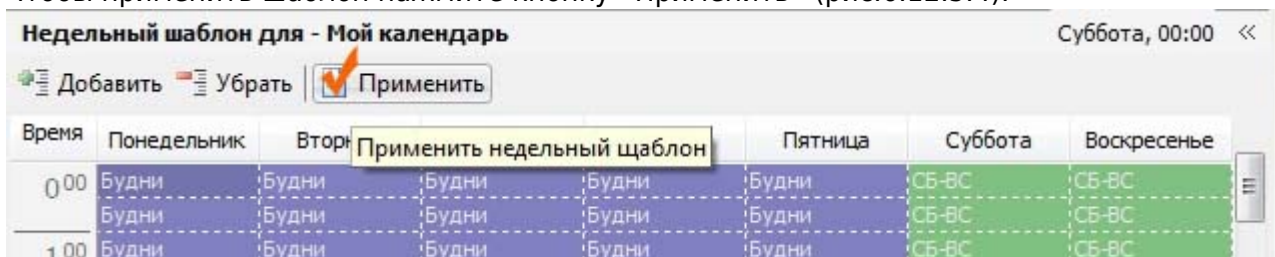 Недельный шаблон для - Мой календарь Суббота, 00:00 «
Добавить Убрать Применить
Время Понедельник Вторн Пятница Суббота Воскресенье
Применить недельный щаблон
0 00 Будни Будни Будни Будни Будни СБ-ВС СБ-ВС
Будни Будни Будни Будни Будни СБ-ВС СБ-ВС
1 00 Будни Будни Будни Будни Будни СБ-ВС СБ-ВС